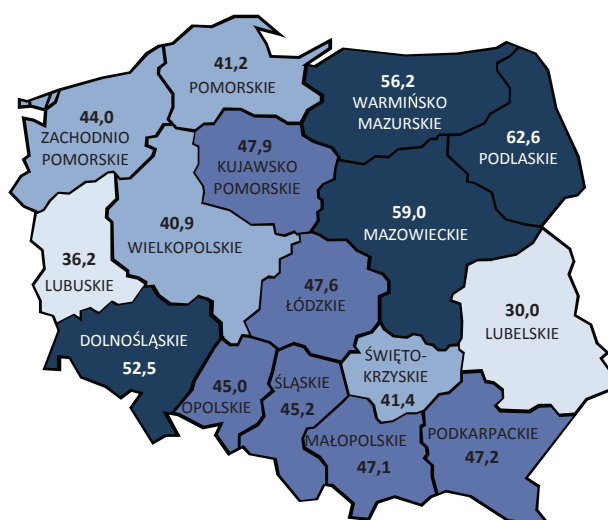 41,2
POMORSKIE
56,2
WARMIŃSKO
MAZURSKIE
44,0
ZACHODNIO
POMORSKIE
47,9
KUJAWSKO
POMORSKIE
62,6
PODLASKIE
59,0
MAZOWIECKIE
40,9
WIELKOPOLSKIE
36,2
LUBUSKIE
47,6
ŁÓDZKIE
30,0
LUBELSKIE
DOLNOŚLĄSKIE
52,5
ŚWIĘTO-
KRZYSKIE
41,4
45,0
OPOLSKIE
ŚLĄSKIE
45,2
MAŁOPOLSKIE
47,1
PODKARPACKIE
47,2